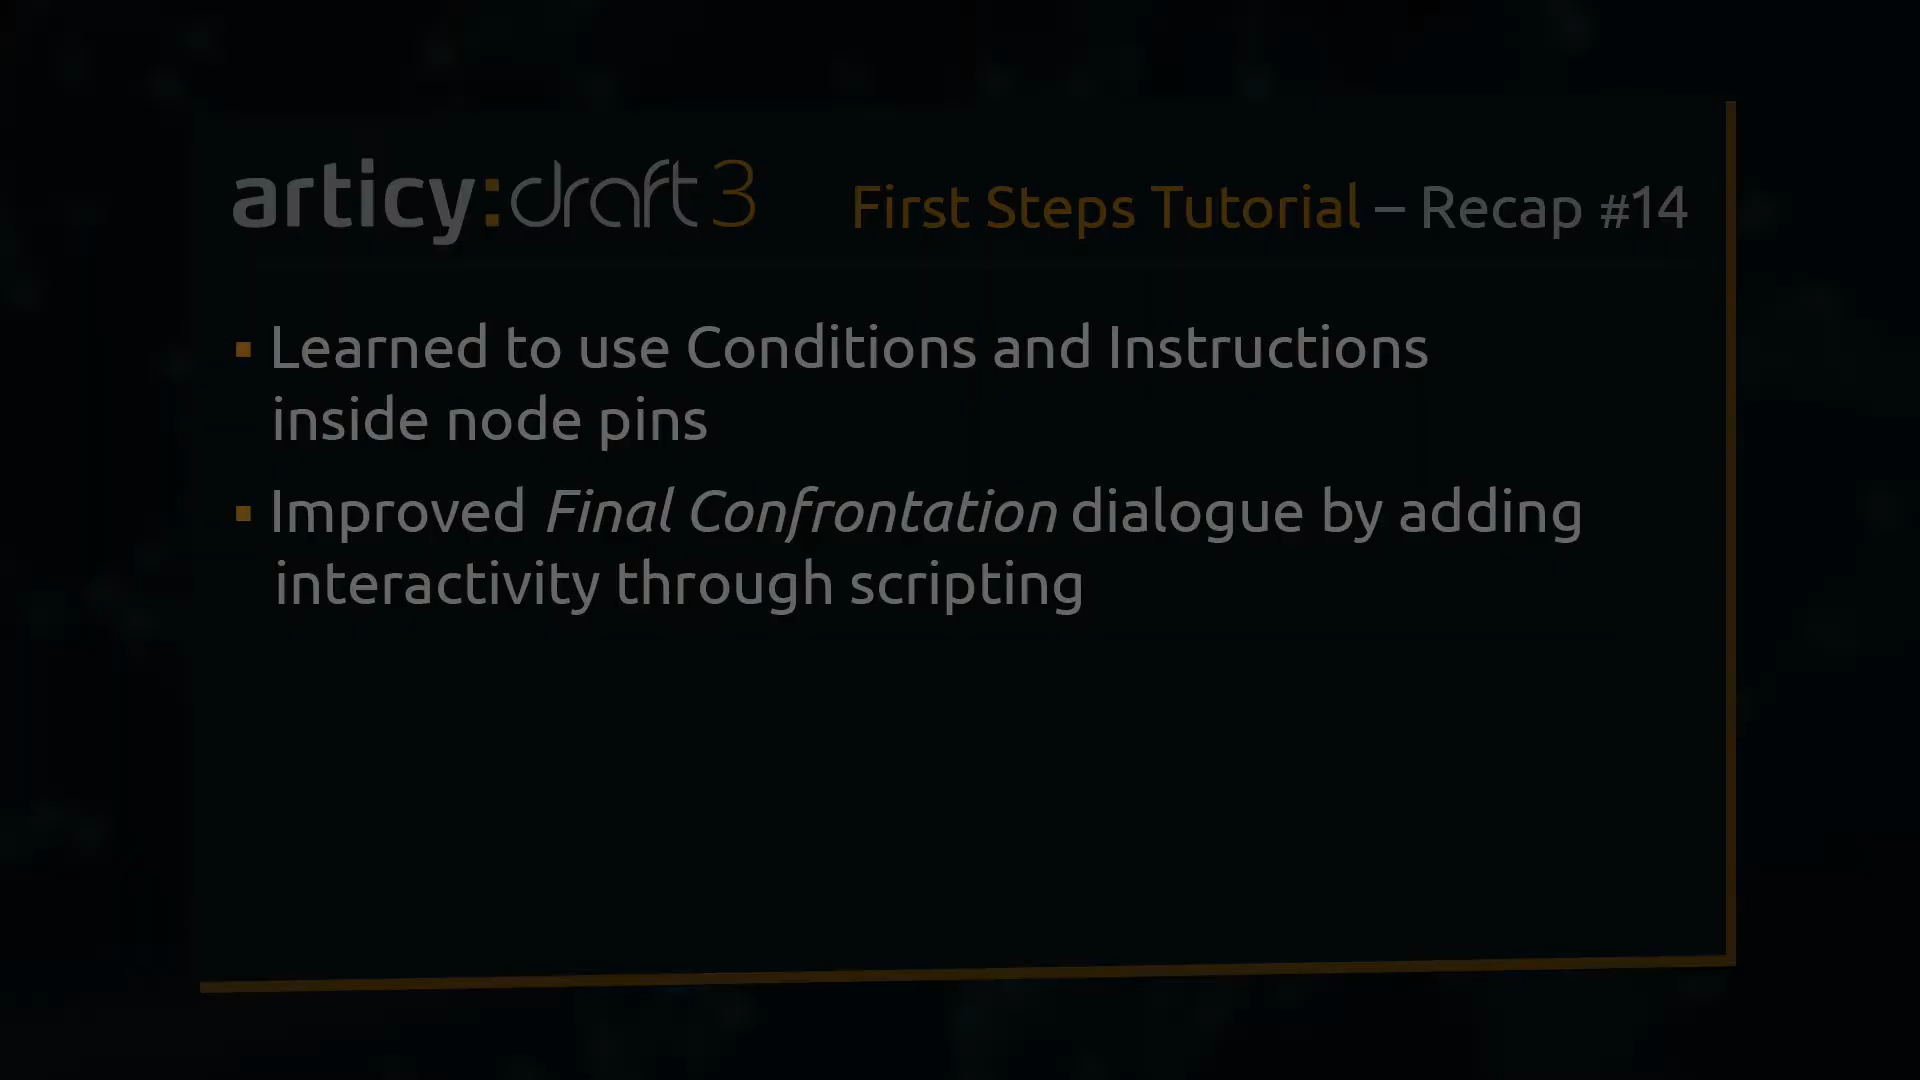 articy:draft 3 First Steps Tutorial – Recap #14
▪ Learned to use Conditions and Instructions
inside node pins
▪ Improved Final Confrontation dialogue by adding
interactivity through scripting